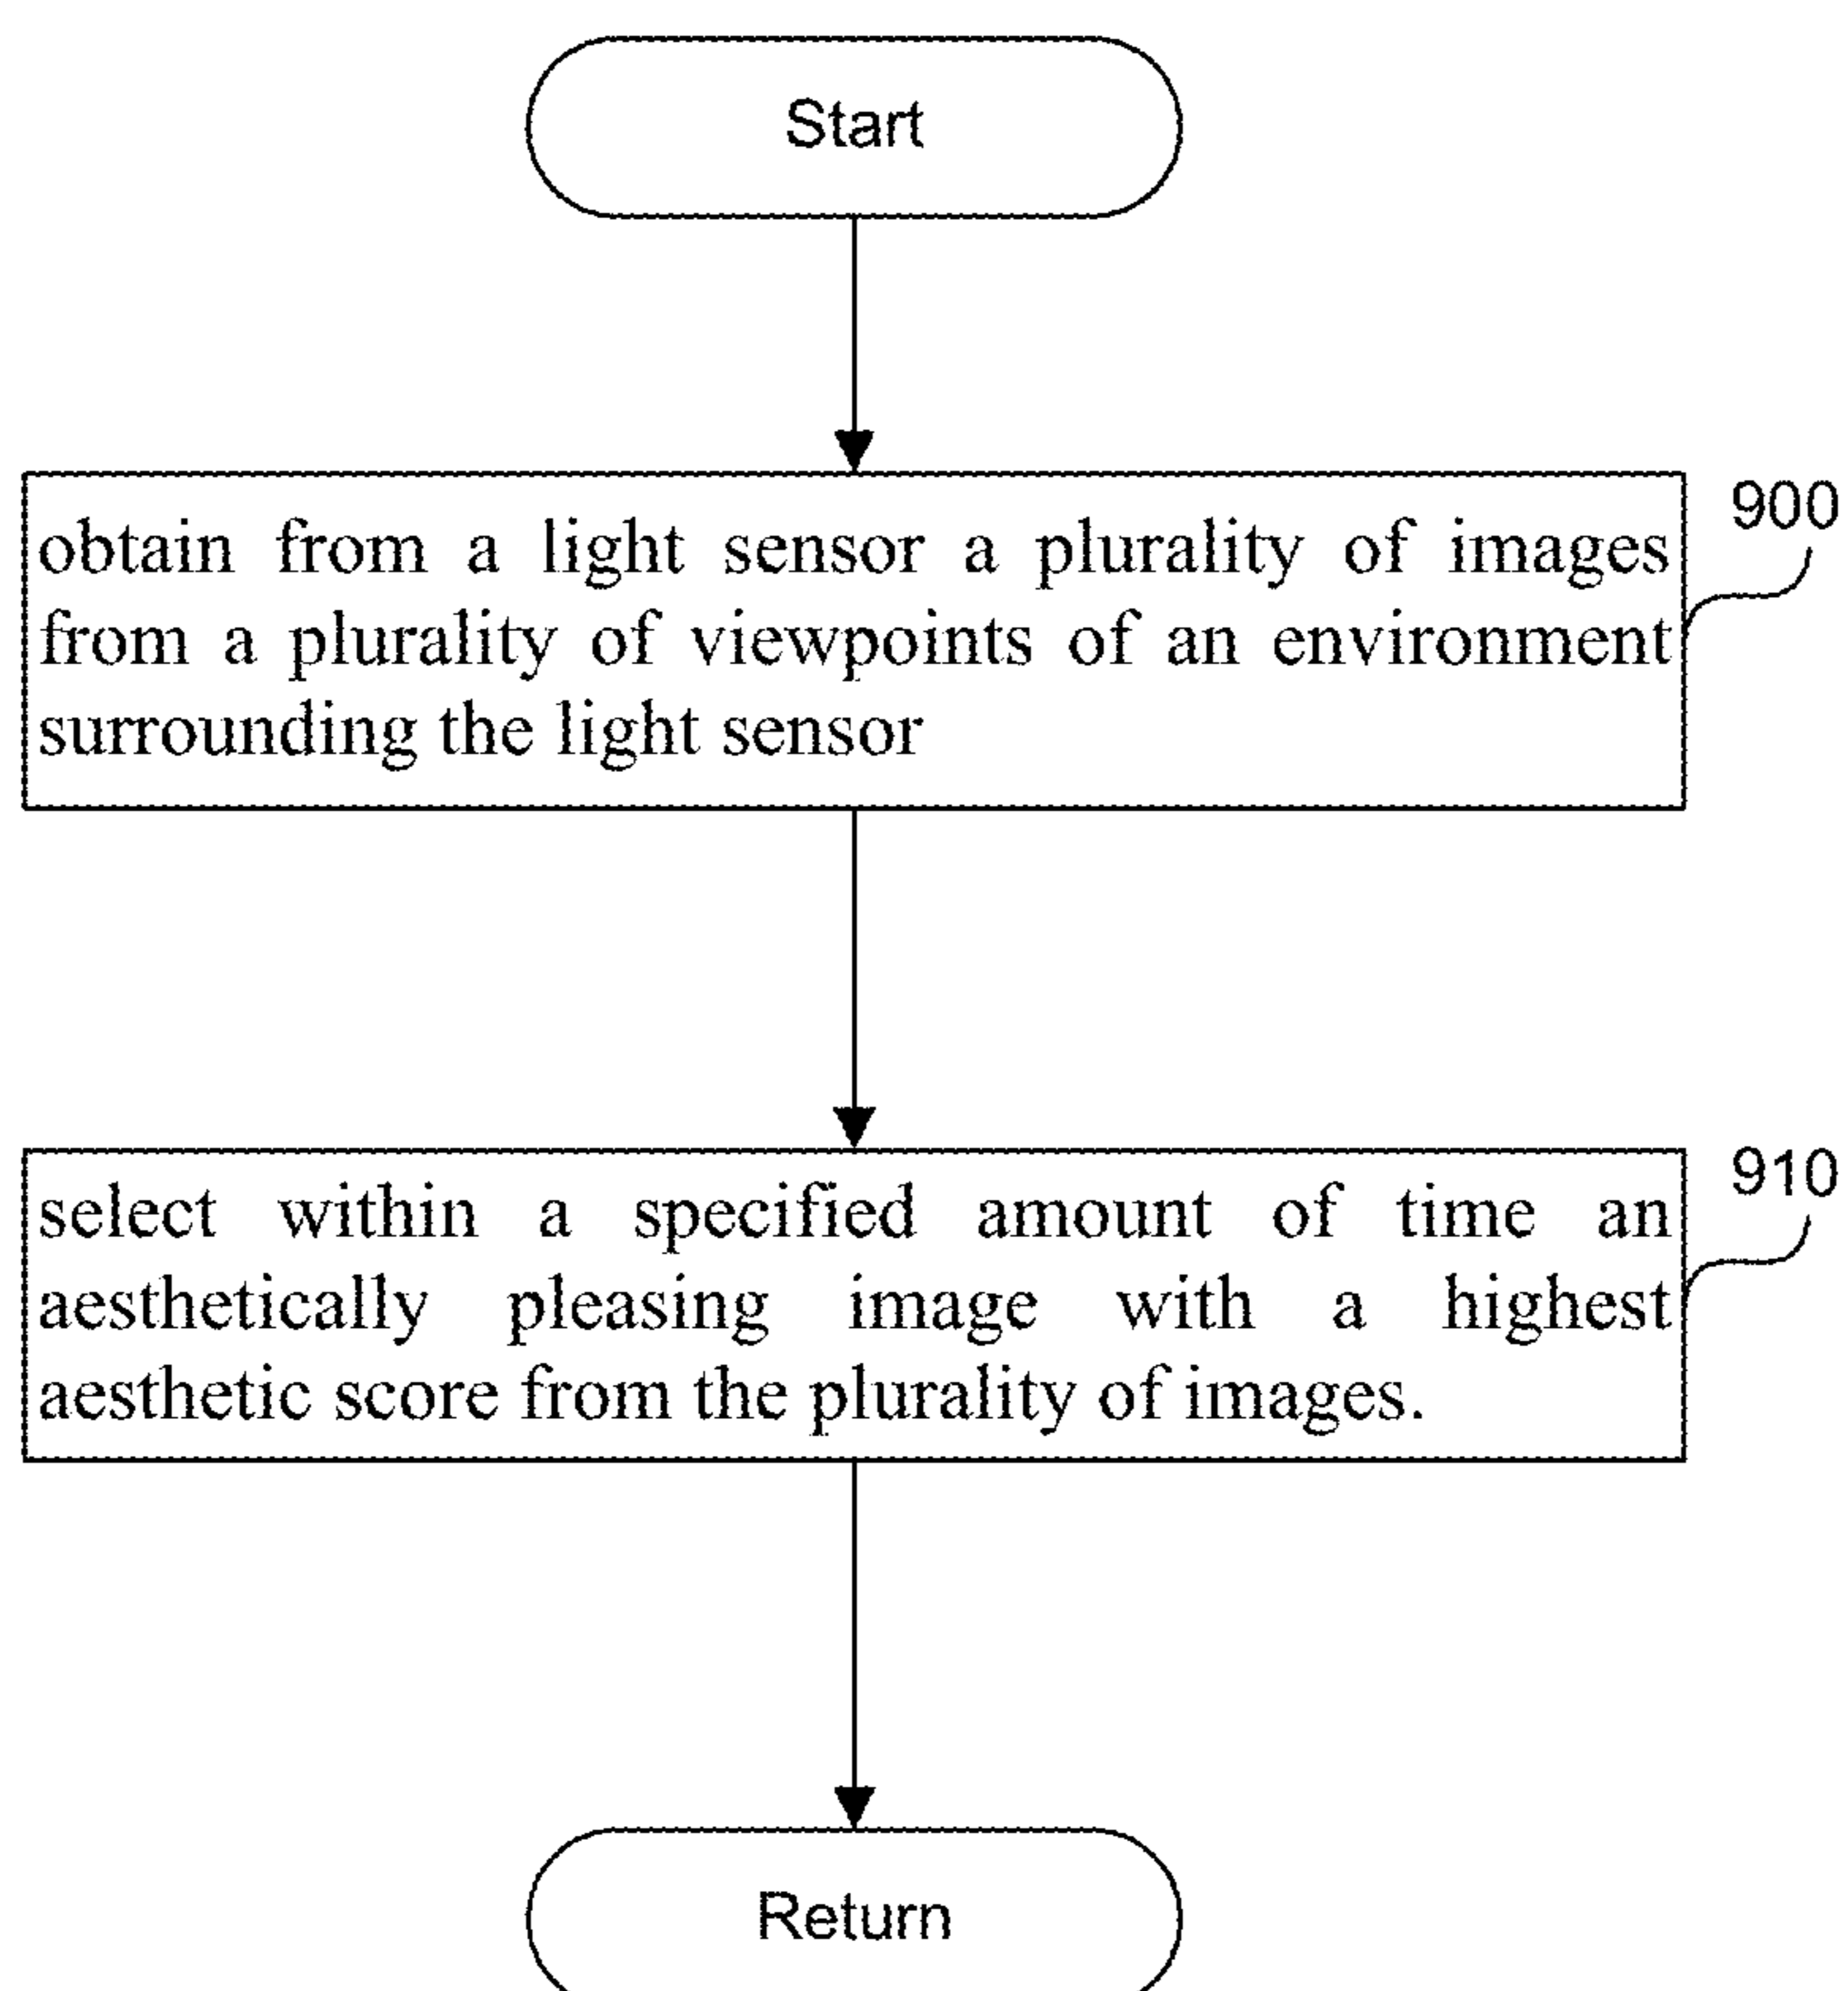 Start
obtain from a light sensor a plurality of images
from a plurality of viewpoints of an environment
surrounding the light sensor
900
select within a specified amount of time an
aesthetically pleasing image with a highest
aesthetic score from the plurality of images.
910
Return